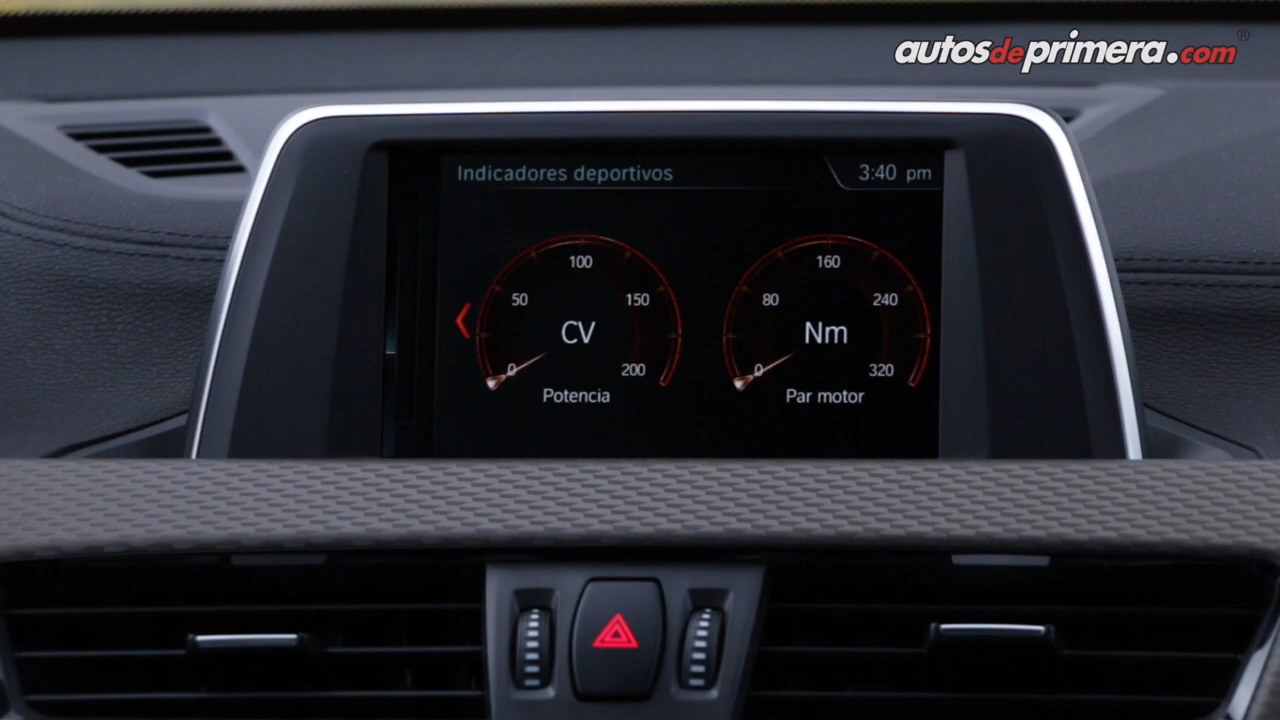 autosdeprimera.com®
Indicadores deportivos 3:40 pm
100 160
50 150 80 240
CV Nm
0 200 0 320
Potencia Par motor